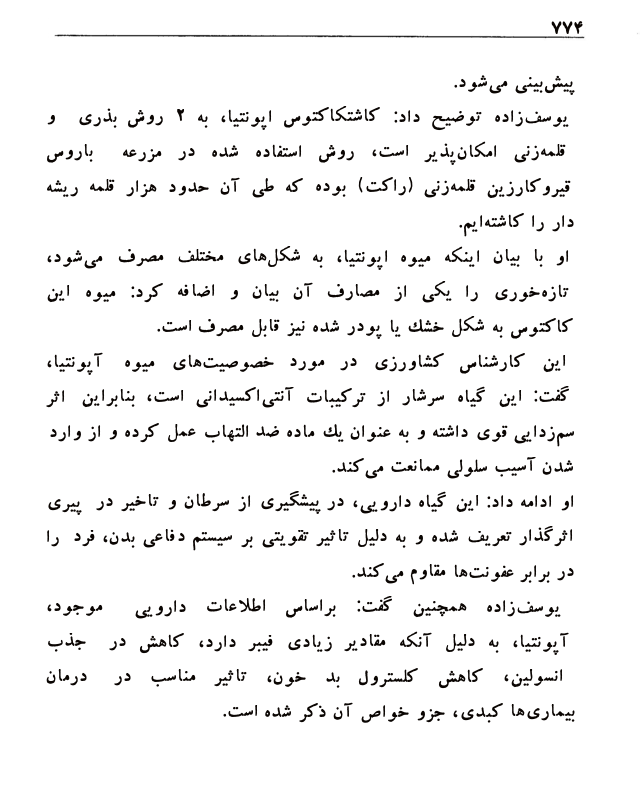 ۷۷۴
پیش‌بینی می‌شود.
یوسف‌زاده توضیح داد: کاشتکاکتوس اپونتیا، به ۲ روش بذری و
قلمه‌زنی امکان‌پذیر است، روش استفاده شده در مزرعه باروس
قیروکارزین قلمه‌زنی (راکت) بوده که طی آن حدود هزار قلمه ریشه
دار را کاشته‌ایم.
او با بیان اینکه میوه اپونتیا، به شکل‌های مختلف مصرف می‌شود،
تازه‌خوری را یکی از مصارف آن بیان و اضافه کرد: میوه این
کاکتوس به شکل خشك یا پودر شده نیز قابل مصرف است.
این کارشناس کشاورزی در مورد خصوصیت‌های میوه آپونتیا،
گفت: این گیاه سرشار از ترکیبات آنتی‌اکسیدانی است، بنابراین اثر
سم‌زدایی قوی داشته و به عنوان یك ماده ضد التهاب عمل کرده و از وارد
شدن آسیب سلولی ممانعت می‌کند.
او ادامه داد: این گیاه دارویی، در پیشگیری از سرطان و تاخیر در پیری
اثرگذار تعریف شده و به دلیل تاثیر تقویتی بر سیستم دفاعی بدن، فرد را
در برابر عفونت‌ها مقاوم می‌کند.
یوسف‌زاده همچنین گفت: براساس اطلاعات دارویی موجود،
آپونتیا، به دلیل آنکه مقادیر زیادی فیبر دارد، کاهش در جذب
انسولین، کاهش کلسترول بد خون، تاثیر مناسب در درمان
بیماری‌ها کبدی، جزو خواص آن ذکر شده است.